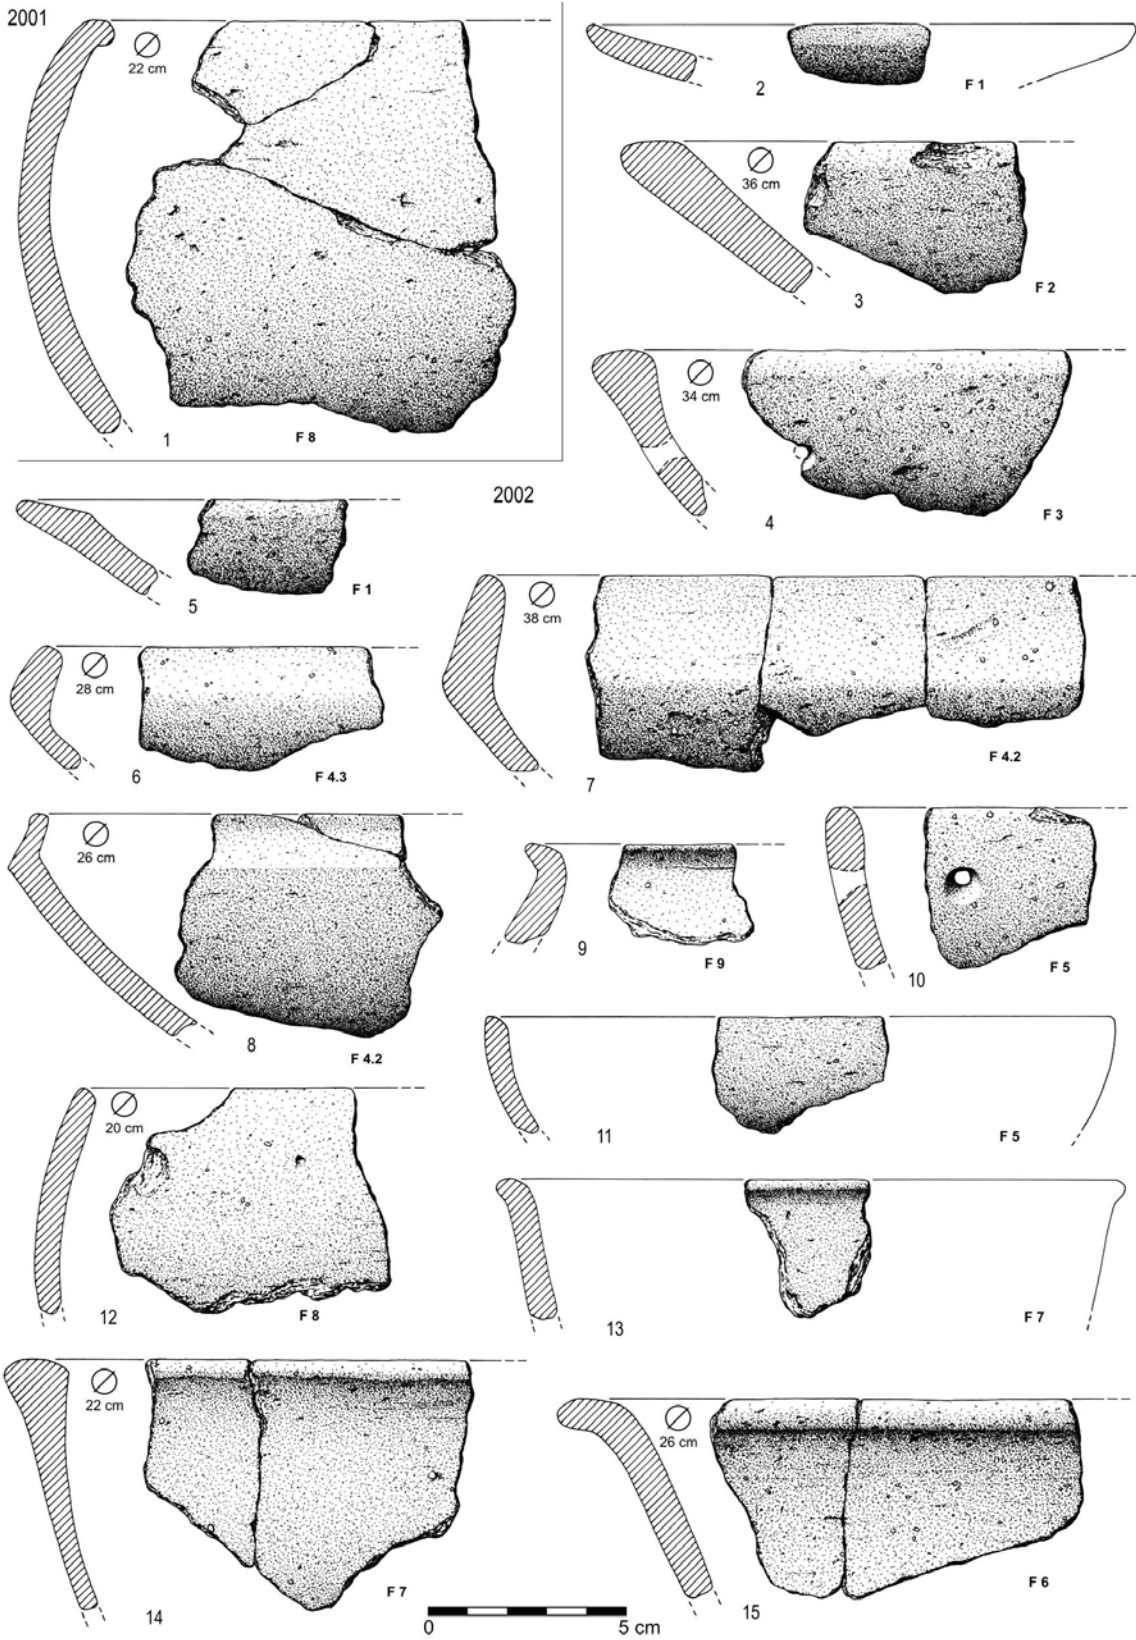 2001
⌀
22 cm
1
F 8
2
F 1
⌀
36 cm
3
F 2
⌀
34 cm
4
F 3
2002
5
F 1
⌀
28 cm
6
F 4.3
⌀
38 cm
7
F 4.2
⌀
26 cm
8
F 4.2
9
F 9
10
F 5
11
F 5
⌀
20 cm
12
F 8
13
F 7
⌀
22 cm
14
F 7
⌀
26 cm
15
F 6
0 5 cm